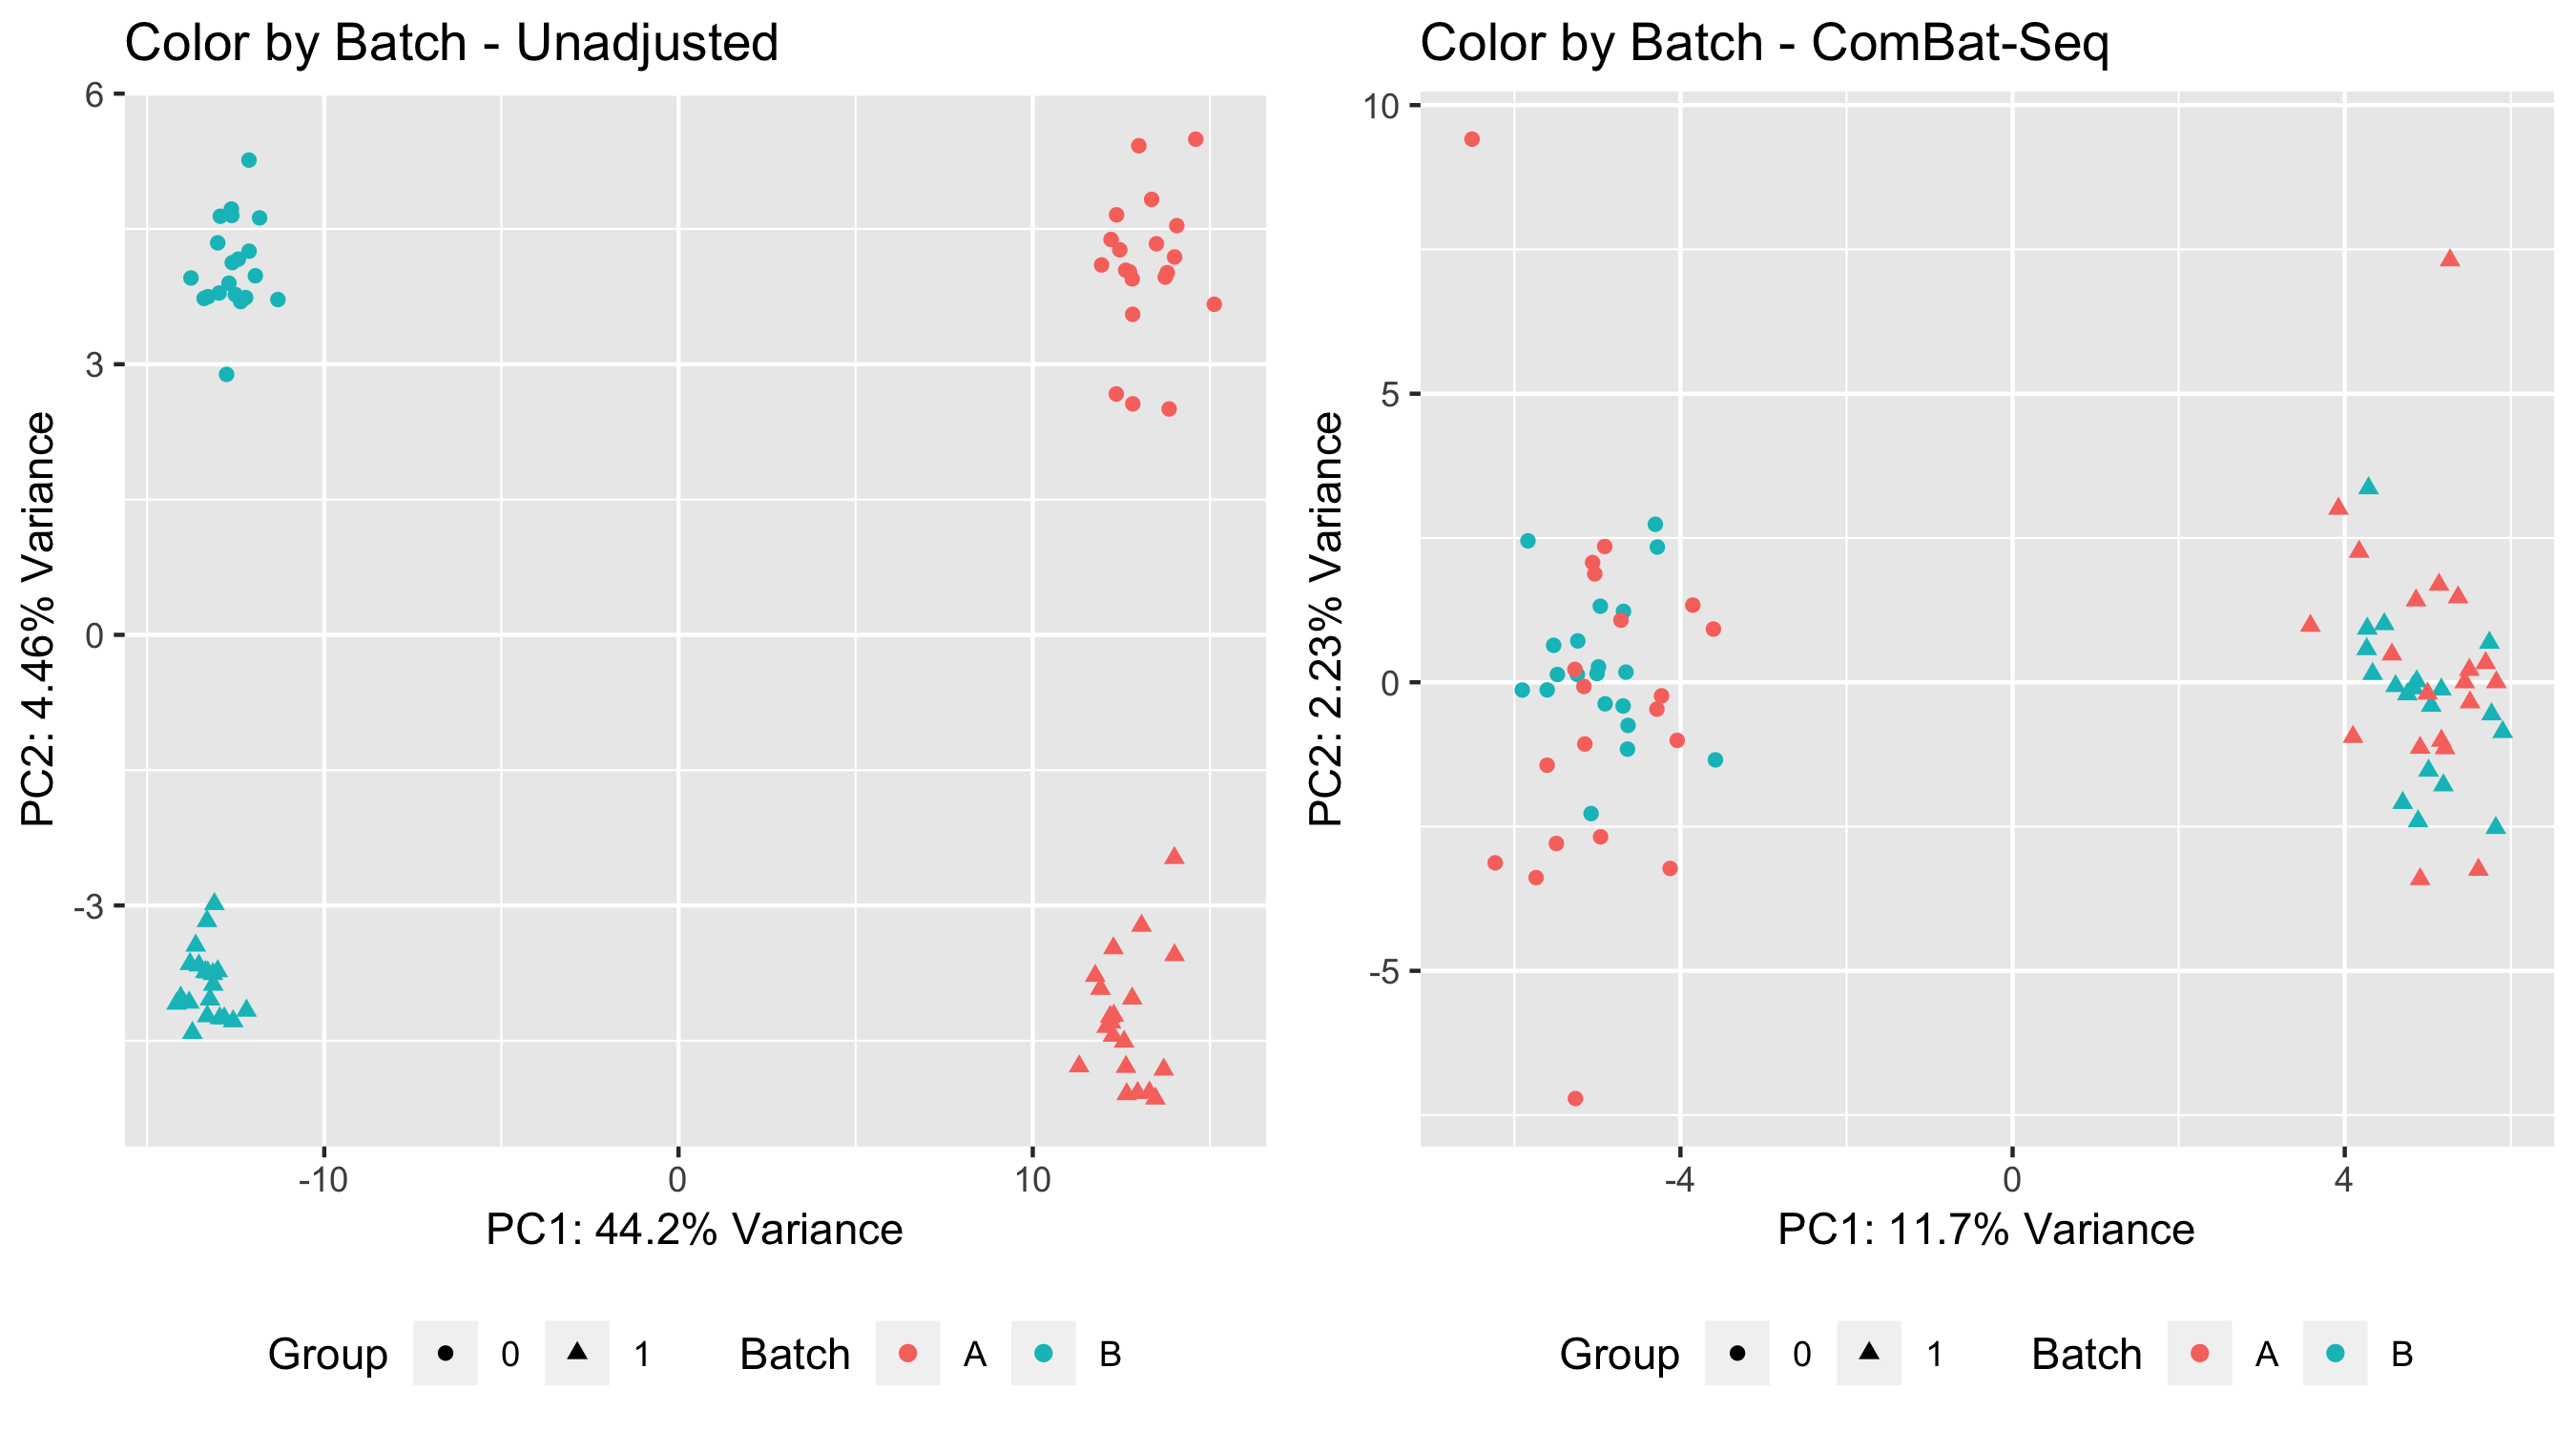 Color by Batch - Unadjusted
6
3
0
-3
PC2: 4.46% Variance
-10 0 10
PC1: 44.2% Variance
Group 0 1 Batch A B
Color by Batch - ComBat-Seq
10
5
0
-5
PC2: 2.23% Variance
-4 0 4
PC1: 11.7% Variance
Group 0 1 Batch A B